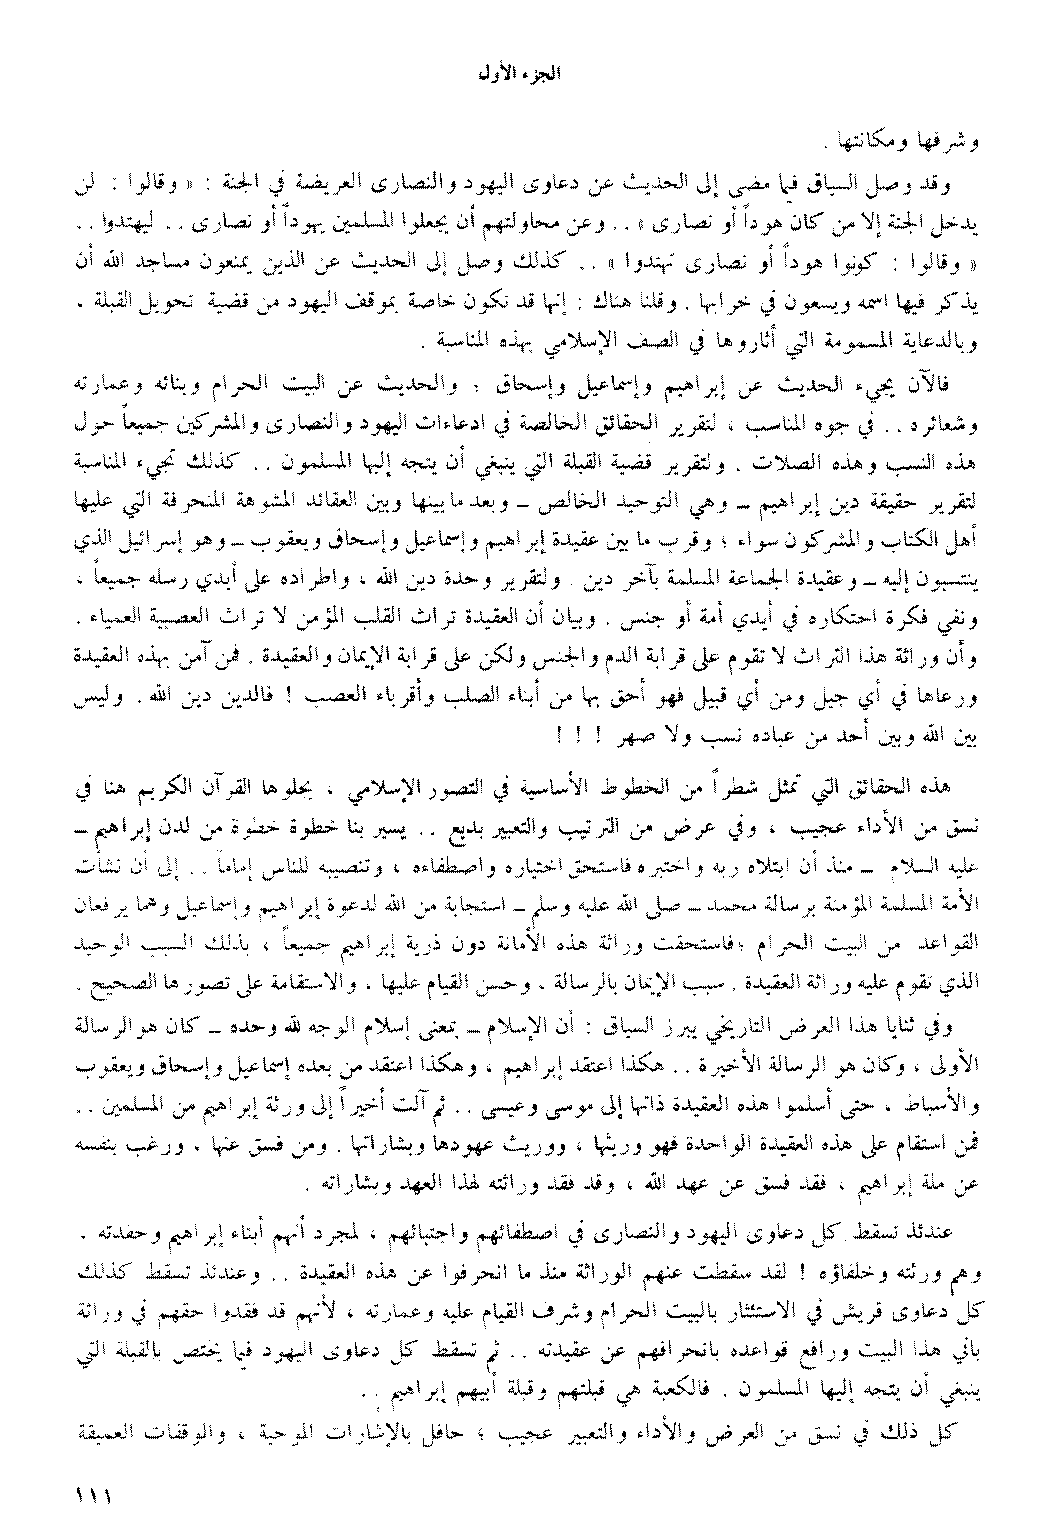 الجزء الأول
وشرفها ومكانتها .
وقد وصل السياق فيما مضى إلى الحديث عن دعاوى اليهود والنصارى العريضة في الجنة : « وقالوا : لن
يدخل الجنة إلا من كان هوداً أو نصارى » .. وعن محاولتهم أن يجعلوا المسلمين يهوداً أو نصارى .. ليهتدوا ..
« وقالوا : كونوا هوداً أو نصارى تهتدوا » .. كذلك وصل إلى الحديث عن الذين يمنعون مساجد الله أن
يذكر فيها اسمه ويسعون في خرابها . وقلنا هناك : إنها قد تكون خاصة بموقف اليهود من قضية تحويل القبلة ،
وبالدعاية المسمومة التي أثاروها في الصف الإسلامي بهذه المناسبة .
فالآن يجيء الحديث عن إبراهيم وإسماعيل وإسحاق ؛ والحديث عن البيت الحرام وبنائه وعمارته
وشعائره .. في جوه المناسب ، لتقرير الحقائق الخالصة في ادعاءات اليهود والنصارى والمشركين جميعاً حول
هذه النسب وهذه الصلات . ولتقرير قضية القبلة التي ينبغي أن يتجه إليها المسلمون .. كذلك تجيء المناسبة
لتقرير حقيقة دين إبراهيم – وهي التوحيد الخالص – وبعد ما بينها وبين العقائد المشوهة المنحرفة التي عليها
أهل الكتاب والمشركون سواء ؛ وقرب ما بين عقيدة إبراهيم وإسماعيل وإسحاق ويعقوب – وهو إسرائيل الذي
ينتسبون إليه – وعقيدة الجماعة المسلمة بآخر دين . ولتقرير وحدة دين الله ، واطراده على أيدي رسله جميعاً ،
ونفي فكرة احتكاره في أيدي أمة أو جنس . وبيان أن العقيدة تراث القلب المؤمن لا تراث العصبية العمياء .
وأن وراثة هذا التراث لا تقوم على قرابة الدم والجنس ولكن على قرابة الإيمان والعقيدة . فمن آمن بهذه العقيدة
ورعاها في أي جيل ومن أي قبيل فهو أحق بها من أبناء الصلب وأقرباء العصب ! فالدين دين الله . وليس
بين الله وبين أحد من عباده نسب ولا صهر ! ! !
هذه الحقائق التي تمثل شطراً من الخطوط الأساسية في التصور الإسلامي ، يجلوها القرآن الكريم هنا في
نسق من الأداء عجيب ، وفي عرض من الترتيب والتعبير بديع .. يسير بنا خطوة خطوة من لدن إبراهيم –
عليه السلام – منذ أن ابتلاه ربه واختبره فاستحق اختياره واصطفاءه ، وتنصيبه للناس إماماً .. إلى أن نشأت
الأمة المسلمة المؤمنة برسالة محمد – صلى الله عليه وسلم – استجابة من الله لدعوة إبراهيم وإسماعيل وهما يرفعان
القواعد من البيت الحرام ؛فاستحقت وراثة هذه الأمانة دون ذرية إبراهيم جميعاً ، بذلك السبب الوحيد
الذي تقوم عليه وراثة العقيدة . سبب الإيمان بالرسالة ، وحسن القيام عليها ، والاستقامة على تصورها الصحيح .
وفي ثنايا هذا العرض التاريخي يبرز السياق : أن الإسلام – بمعنى إسلام الوجه لله وحده – كان هو الرسالة
الأولى ، وكان هو الرسالة الأخيرة .. هكذا اعتقد إبراهيم ، وهكذا اعتقد من بعده إسماعيل وإسحاق ويعقوب
والأسباط ، حتى أسلموا هذه العقيدة ذاتها إلى موسى وعيسى .. ثم آلت أخيراً إلى ورثة إبراهيم من المسلمين ..
فمن استقام على هذه العقيدة الواحدة فهو وريثها ، ووريث عهودها وبشاراتها . ومن فسق عنها ، ورغب بنفسه
عن ملة إبراهيم ، فقد فسق عن عهد الله ، وقد فقد وراثته لهذا العهد وبشاراته .
عندئذ تسقط كل دعاوى اليهود والنصارى في اصطفائهم واجتبائهم ، لمجرد أنهم أبناء إبراهيم وحفدته .
وهم ورثته وخلفاؤه ! لقد سقطت عنهم الوراثة منذ ما انحرفوا عن هذه العقيدة .. وعندئذ تسقط كذلك
كل دعاوى قريش في الاستئثار بالبيت الحرام وشرف القيام عليه وعمارته ، لأنهم قد فقدوا حقهم في وراثة
باني هذا البيت ورافع قواعده بانحرافهم عن عقيدته .. ثم تسقط كل دعاوى اليهود فيما يختص بالقبلة التي
ينبغي أن يتجه إليها المسلمون . فالكعبة هي قبلتهم وقبلة أبيهم إبراهيم ..
كل ذلك في نسق من العرض والأداء والتعبير عجيب ؛ حافل بالإشارات الموحية ، والوقفات العميقة
١١١